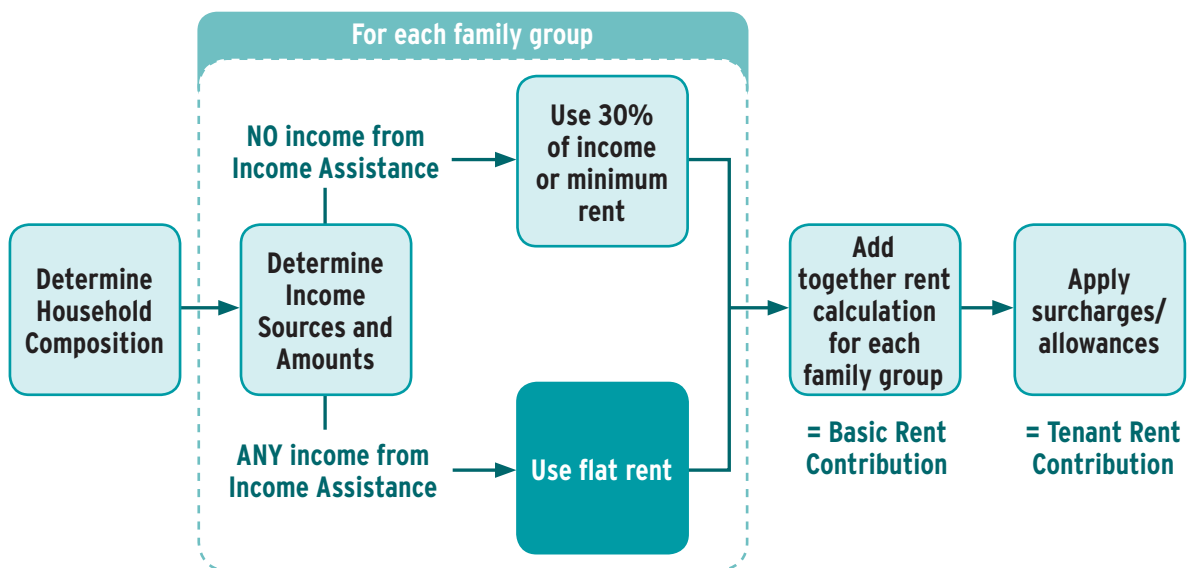 For each family group
Determine
Household
Composition
Determine
Income
Sources and
Amounts
NO income from
Income Assistance
Use 30%
of income
or minimum
rent
ANY income from
Income Assistance
Use flat rent
Add
together rent
calculation
for each
family group
= Basic Rent
Contribution
Apply
surcharges/
allowances
= Tenant Rent
Contribution